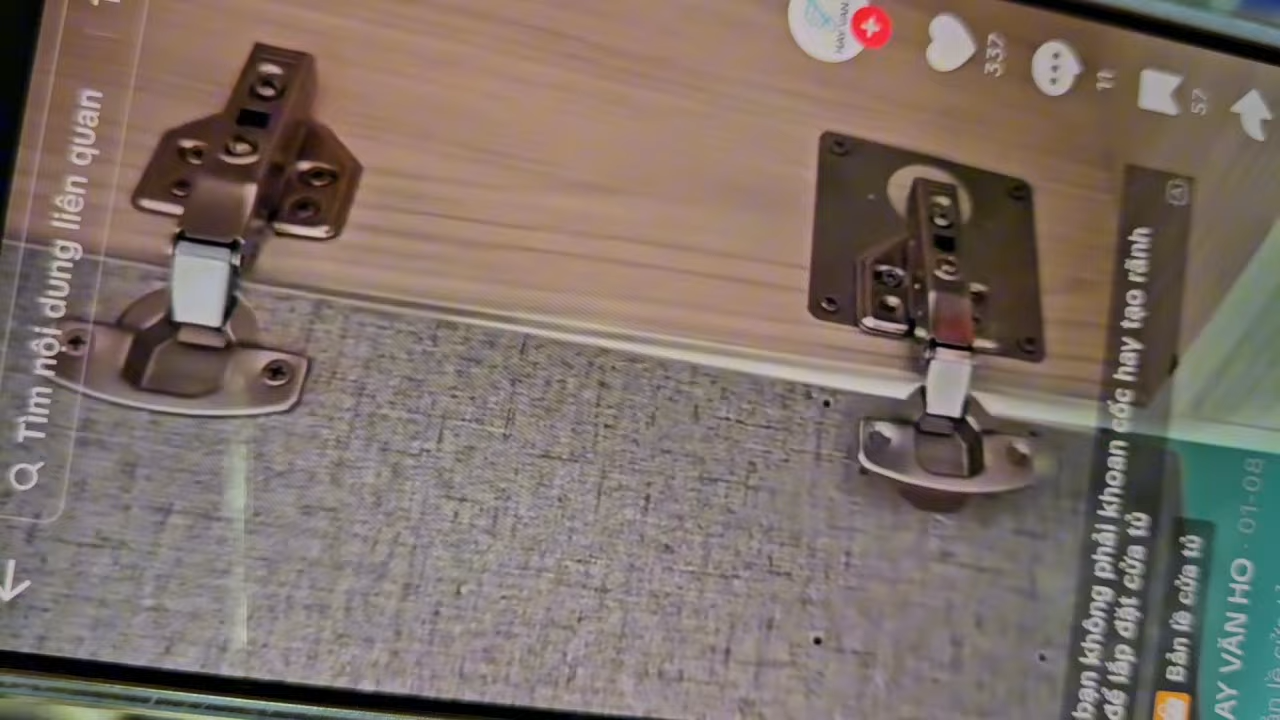 Tìm nội dung liên quan
337
11
57
bạn không phải khoan cốc hay tạo rãnh
để lắp đặt cửa tủ
Bản lề cửa tủ
AY VĂN HO · 01-08